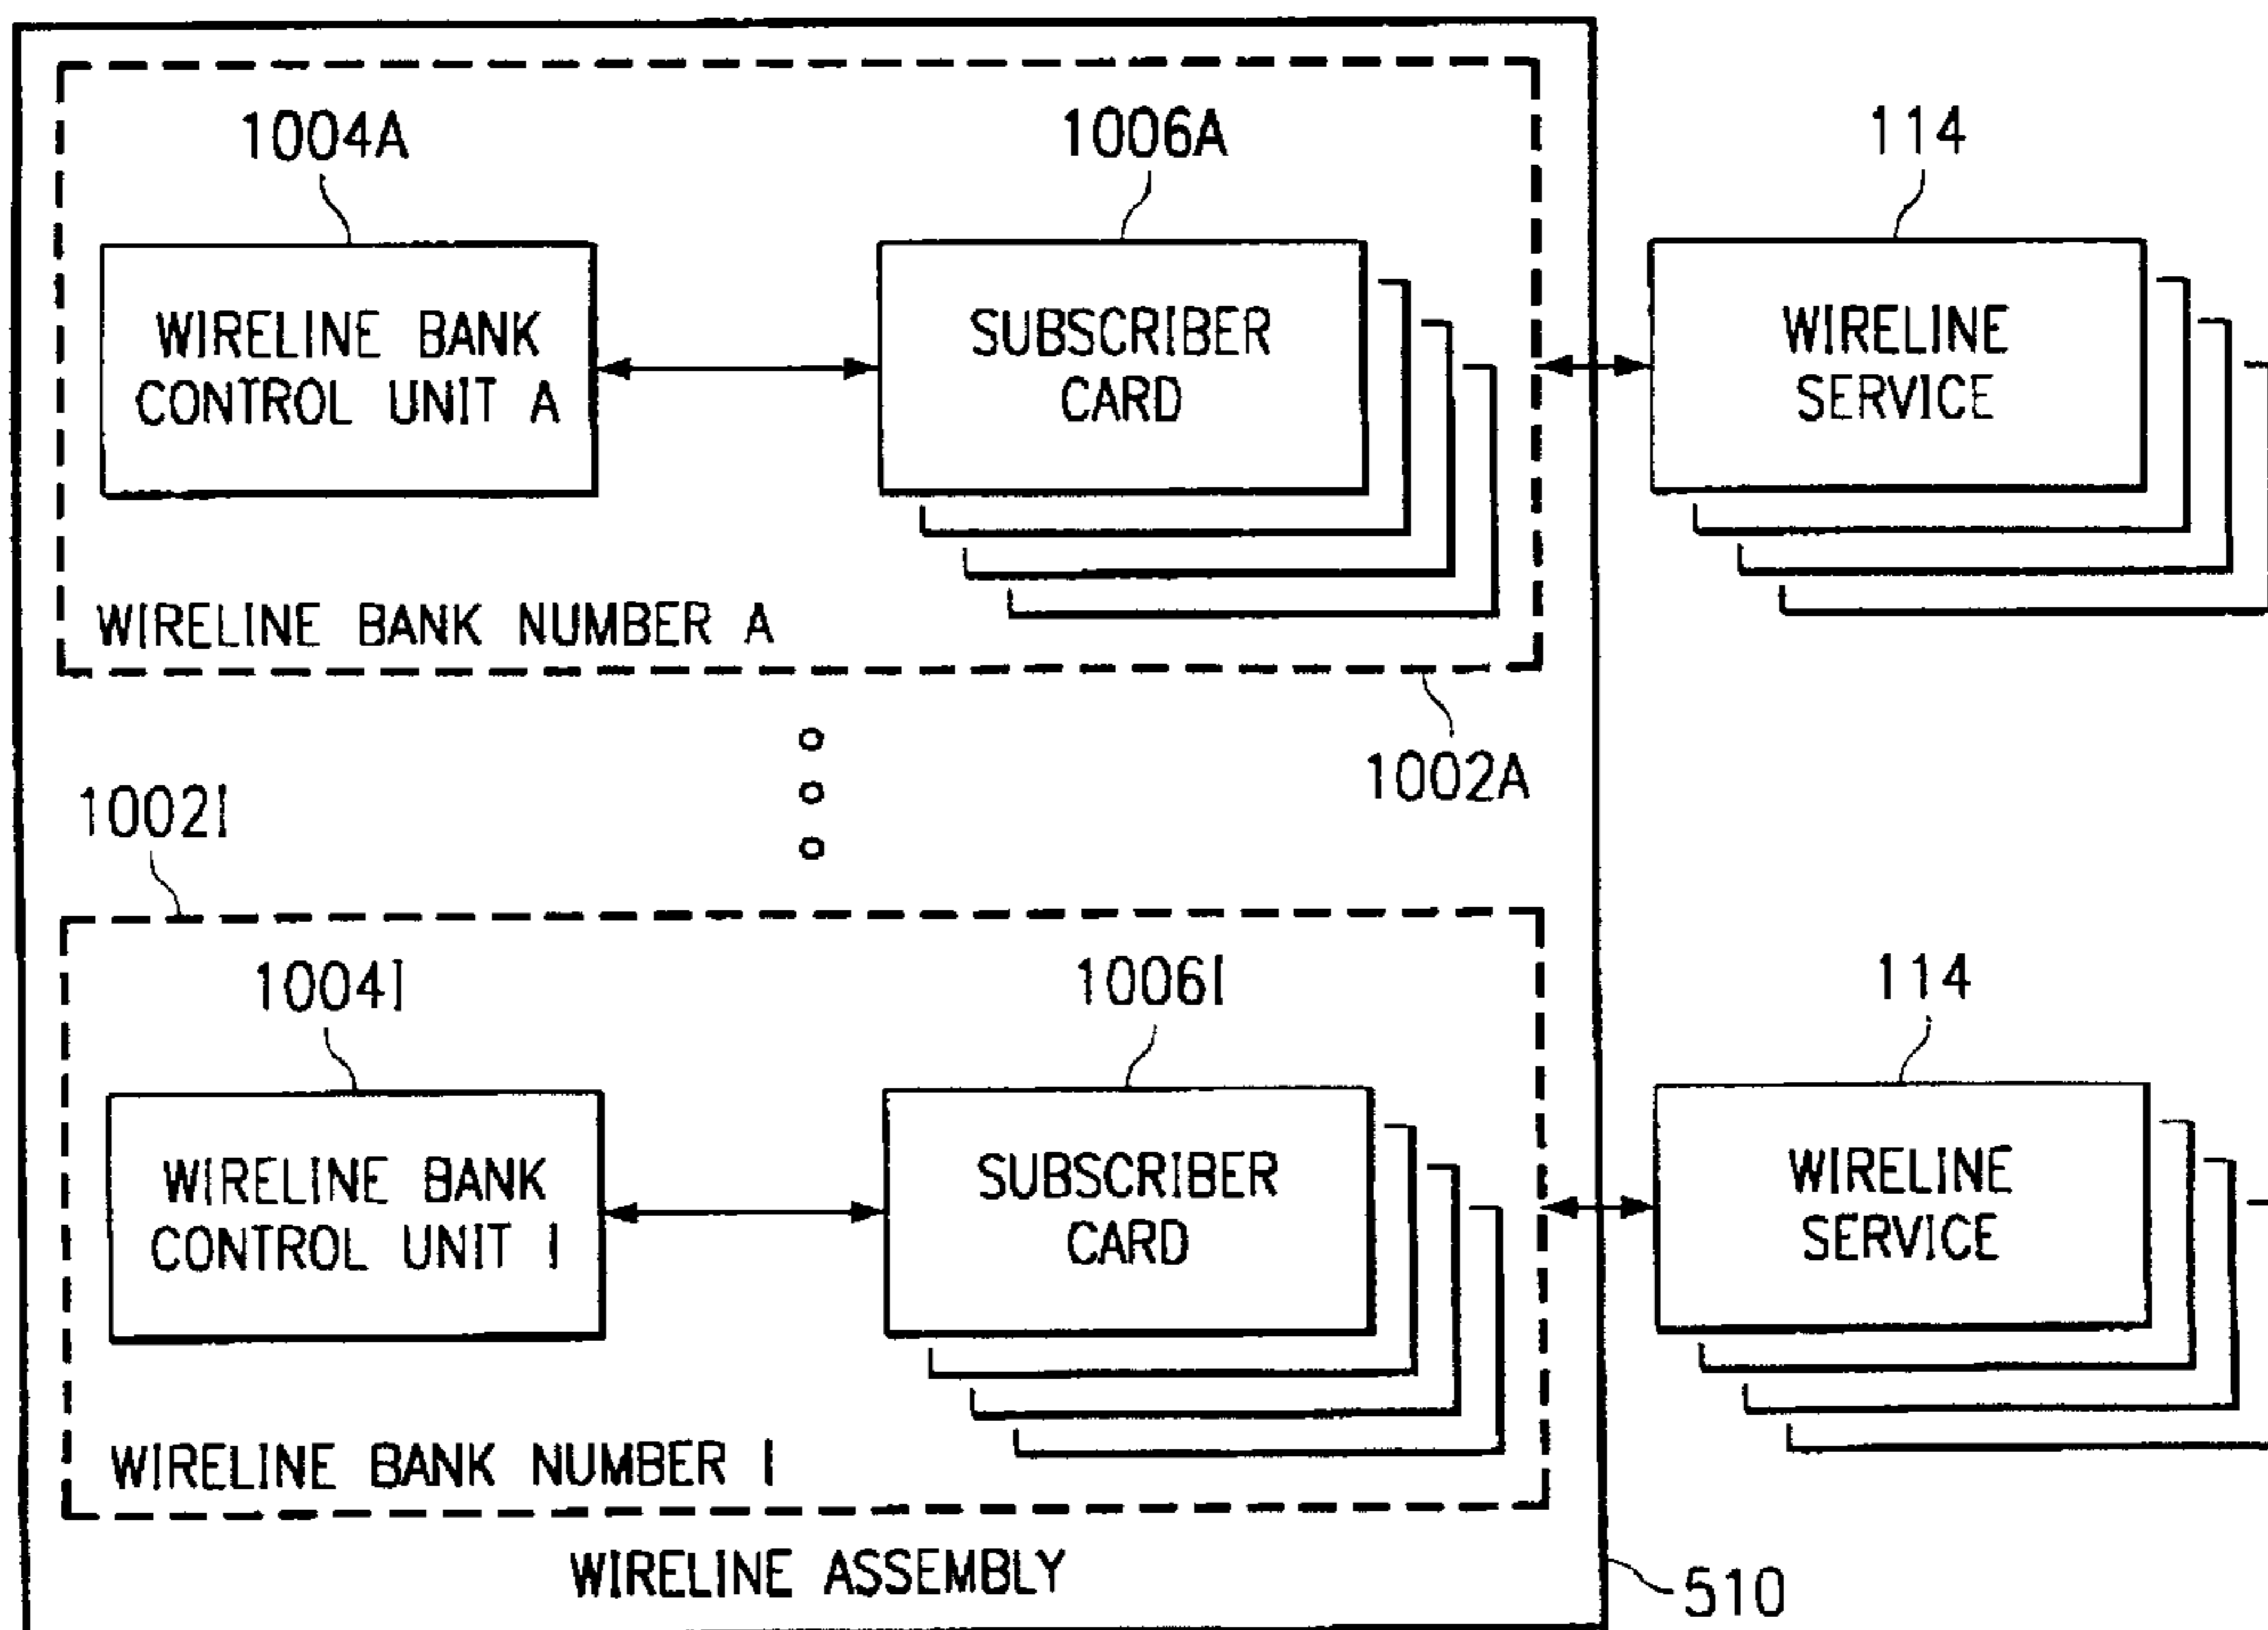 1004A
1006A
114
WIRELINE BANK
CONTROL UNIT A
SUBSCRIBER
CARD
WIRELINE
SERVICE
WIRELINE BANK NUMBER A
1002A
1002I
1004I
1006I
114
WIRELINE BANK
CONTROL UNIT I
SUBSCRIBER
CARD
WIRELINE
SERVICE
WIRELINE BANK NUMBER I
WIRELINE ASSEMBLY
510